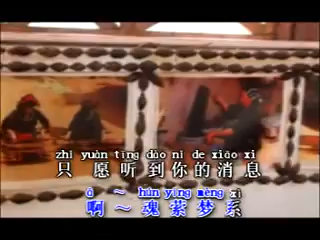 zhǐ yuàn tīng dào nǐ de xiāo xi
只愿听到你的消息
ā ～ hún yíng mèng xì
啊～魂萦梦系